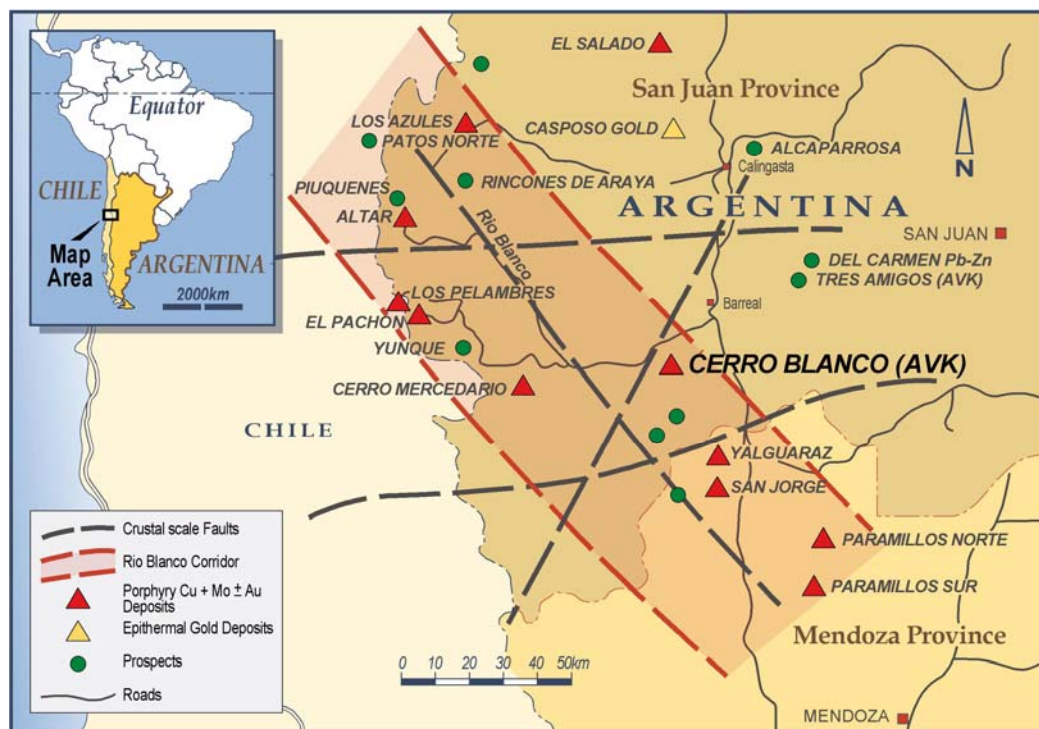 Equator
CHILE
Map
Area
ARGENTINA
2000km
EL SALADO
San Juan Province
LOS AZULES
CASPOSO GOLD
N
PATOS NORTE
ALCAPARROSA
Calingasta
PIUQUENES
RINCONES DE ARAYA
ALTAR
ARGENTINA
Rio Blanco
SAN JUAN
DEL CARMEN Pb-Zn
TRES AMIGOS (AVK)
LOS PELAMBRES
Barreal
EL PACHON
YUNQUE
CERRO BLANCO (AVK)
CERRO MERCEDARIO
CHILE
YALGUARAZ
SAN JORGE
Crustal scale Faults
Rio Blanco Corridor
Porphyry Cu + Mo ± Au
Deposits
Epithermal Gold Deposits
Prospects
Roads
PARAMILLOS NORTE
PARAMILLOS SUR
Mendoza Province
0 10 20 30 40 50km
MENDOZA